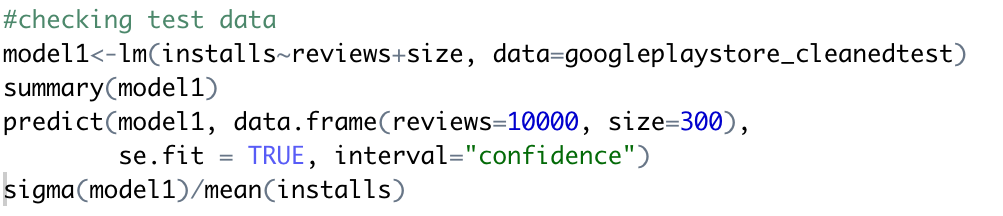 #checking test data
model1<-lm(installs~reviews+size, data=googleplaystore_cleanedtest)
summary(model1)
predict(model1, data.frame(reviews=10000, size=300),
        se.fit = TRUE, interval="confidence")
sigma(model1)/mean(installs)